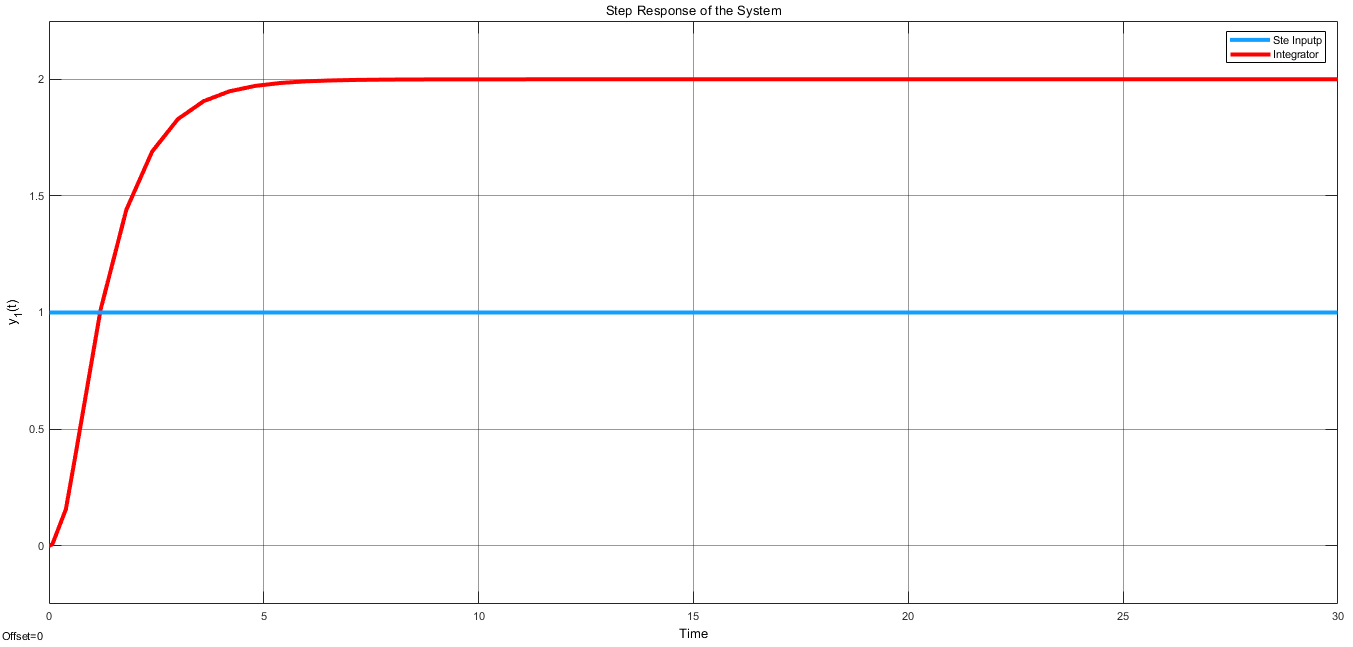 Step Response of the System
Ste Inputp
Integrator
2
1.5
1
0.5
0
y1(t)
0 5 10 15 20 25 30
Time
Offset=0